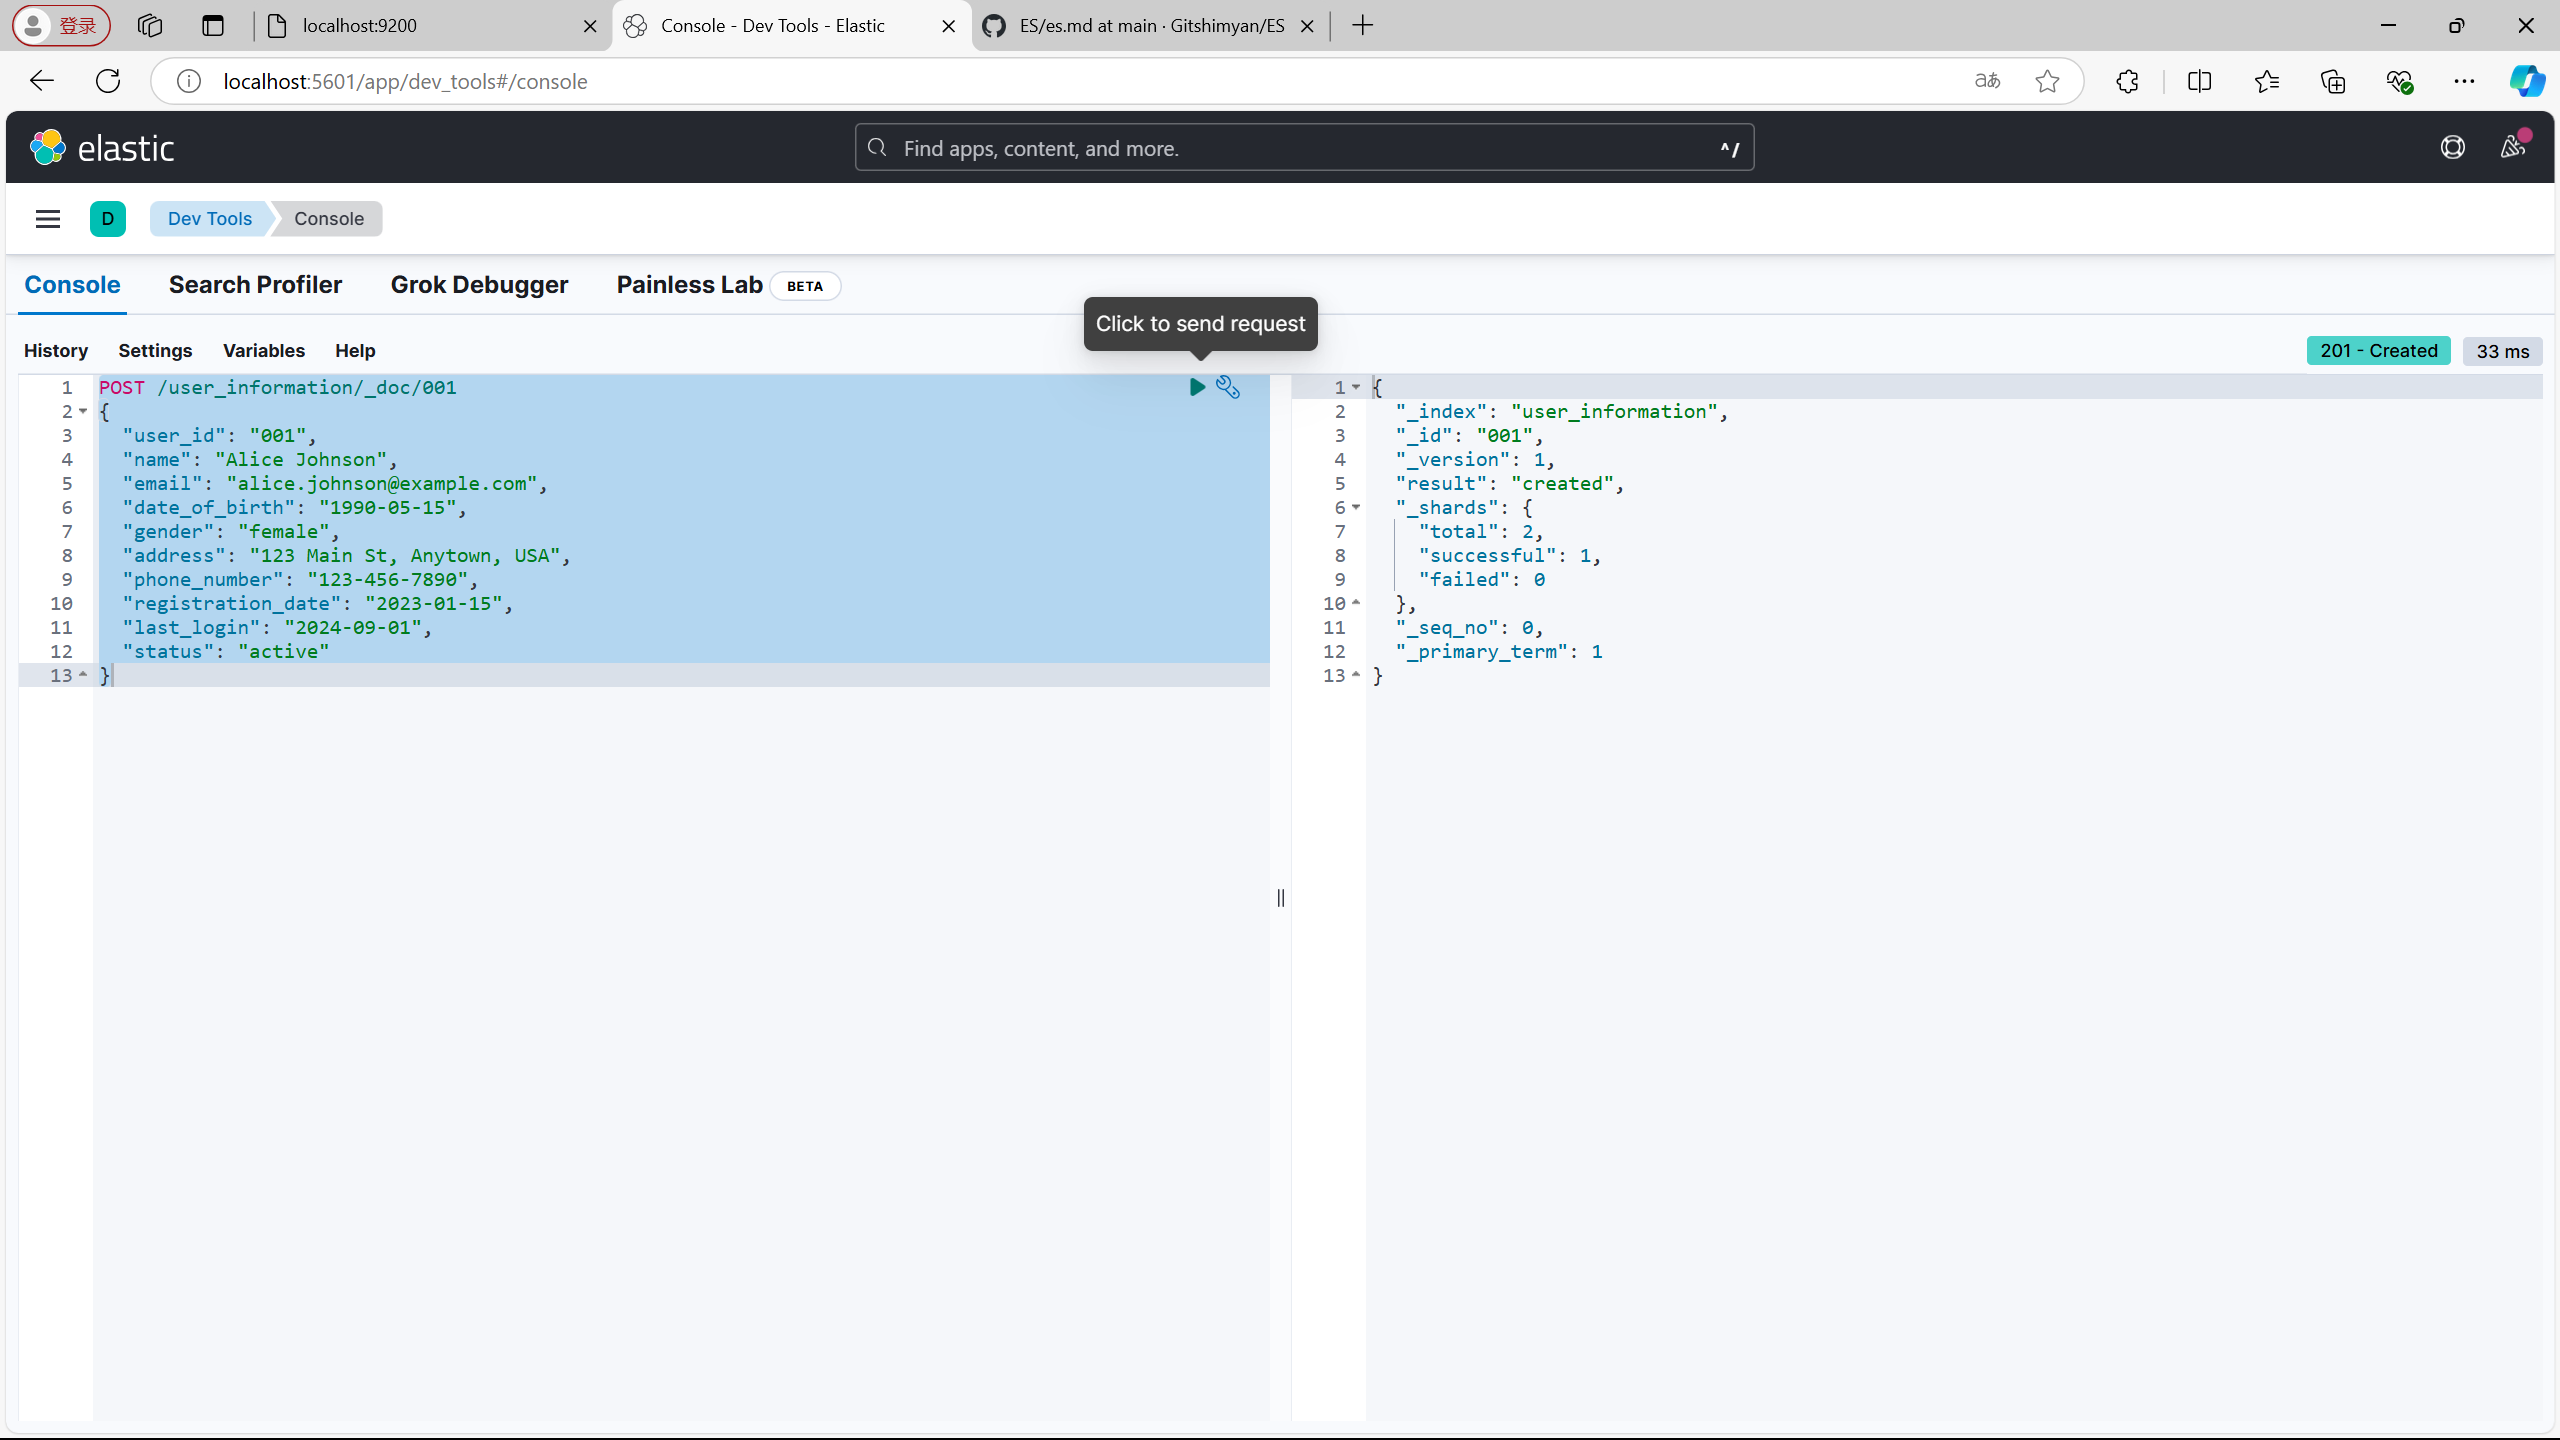 登录
localhost:9200
Console - Dev Tools - Elastic
ES/es.md at main · Gitshimyan/ES
localhost:5601/app/dev_tools#/console
aあ
elastic
Find apps, content, and more.
^/
D
Dev Tools
Console
Console
Search Profiler
Grok Debugger
Painless Lab
BETA
Click to send request
History
Settings
Variables
Help
201 - Created
33 ms
1 POST /user_information/_doc/001
2 {
3 "user_id": "001",
4 "name": "Alice Johnson",
5 "email": "alice.johnson@example.com",
6 "date_of_birth": "1990-05-15",
7 "gender": "female",
8 "address": "123 Main St, Anytown, USA",
9 "phone_number": "123-456-7890",
10 "registration_date": "2023-01-15",
11 "last_login": "2024-09-01",
12 "status": "active"
13 }
1 {
2 "_index": "user_information",
3 "_id": "001",
4 "_version": 1,
5 "result": "created",
6 "_shards": {
7 "total": 2,
8 "successful": 1,
9 "failed": 0
10 },
11 "_seq_no": 0,
12 "_primary_term": 1
13 }